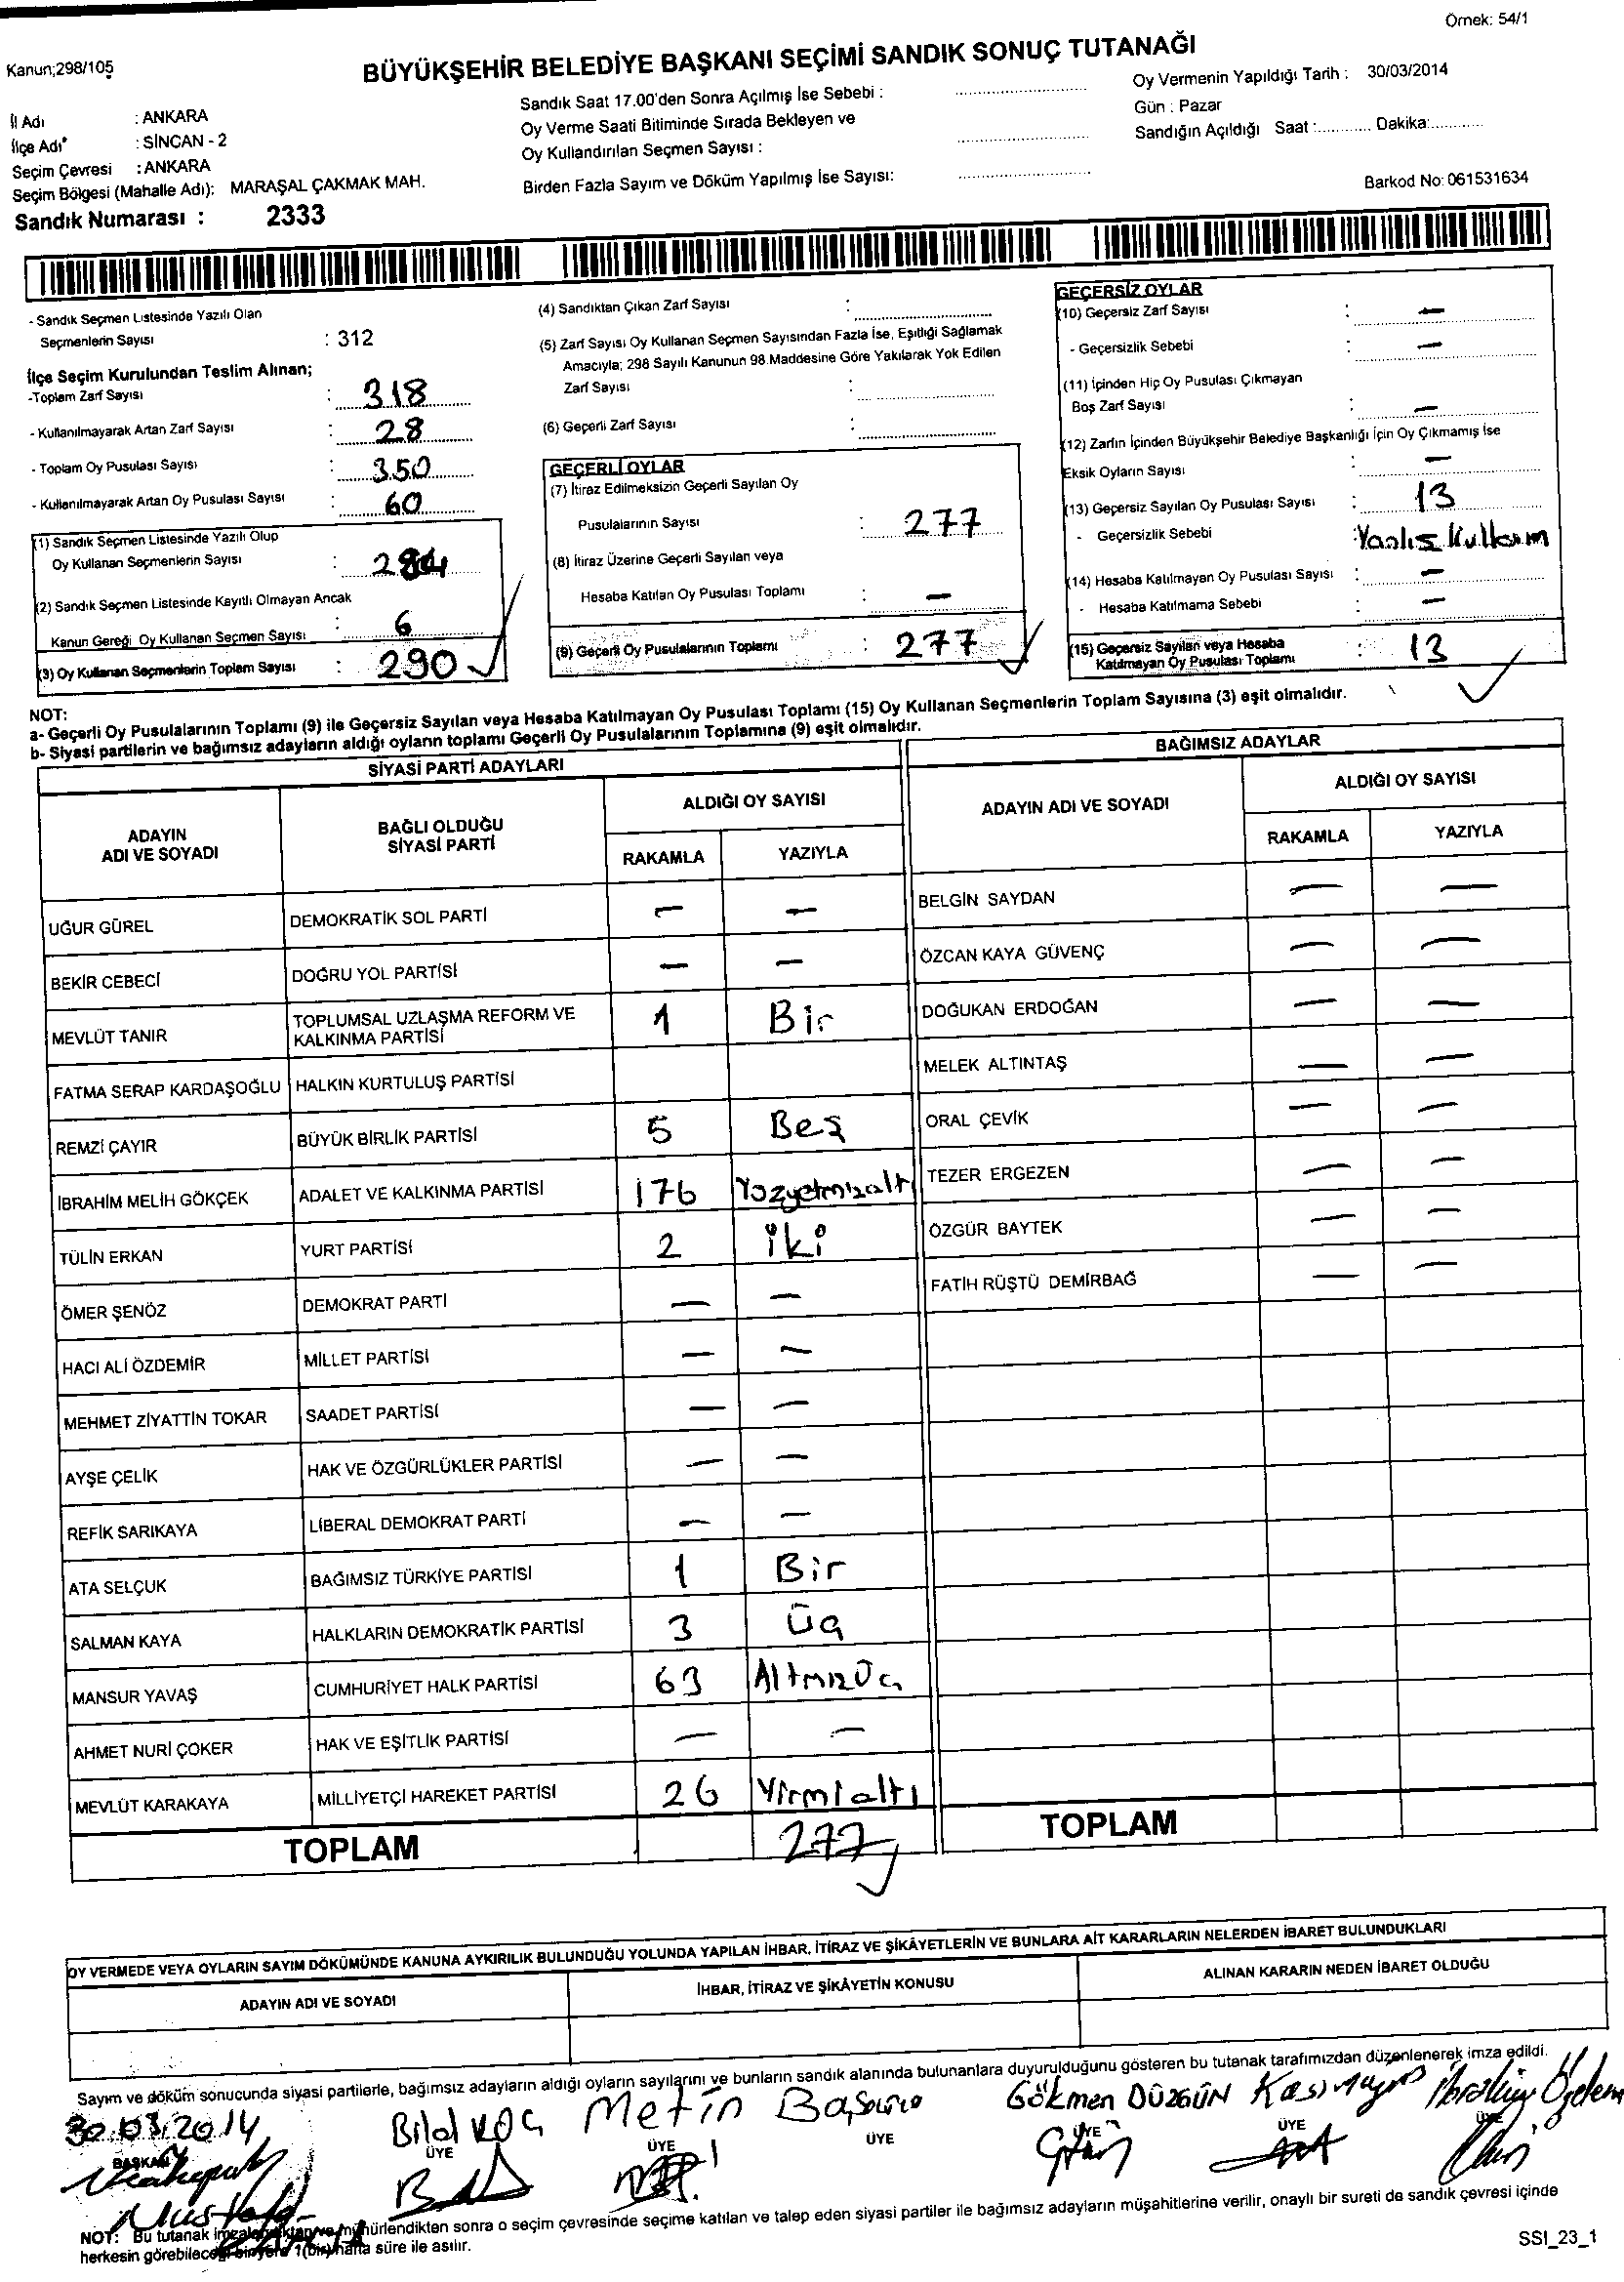 Örnek: 54/1
Kanun;298/105
BÜYÜKŞEHİR BELEDİYE BAŞKANI SEÇİMİ SANDIK SONUÇ TUTANAĞI
İl Adı : ANKARA
İlçe Adı : SİNCAN - 2
Seçim Çevresi : ANKARA
Seçim Bölgesi (Mahalle Adı): MARAŞAL ÇAKMAK MAH.
Sandık Numarası : 2333
Sandık Saat 17.00'den Sonra Açılmış İse Sebebi :
Oy Verme Saati Bitiminde Sırada Bekleyen ve
Oy Kullandırılan Seçmen Sayısı :
Birden Fazla Sayım ve Döküm Yapılmış İse Sayısı:
Oy Vermenin Yapıldığı Tarih : 30/03/2014
Gün : Pazar
Sandığın Açıldığı Saat :............ Dakika:............
Barkod No: 061531634
- Sandık Seçmen Listesinde Yazılı Olan
Seçmenlerin Sayısı : 312
İlçe Seçim Kurulundan Teslim Alınan;
-Toplam Zarf Sayısı : 318
- Kullanılmayarak Artan Zarf Sayısı : 28
- Toplam Oy Pusulası Sayısı : 350
- Kullanılmayarak Artan Oy Pusulası Sayısı : 60
(1) Sandık Seçmen Listesinde Yazılı Olup
Oy Kullanan Seçmenlerin Sayısı : 284
(2) Sandık Seçmen Listesinde Kayıtlı Olmayan Ancak
Kanun Gereği Oy Kullanan Seçmen Sayısı : 6
(3) Oy Kullanan Seçmenlerin Toplam Sayısı : 290
(4) Sandıktan Çıkan Zarf Sayısı :
(5) Zarf Sayısı Oy Kullanan Seçmen Sayısından Fazla İse, Eşitliği Sağlamak
Amacıyla; 298 Sayılı Kanunun 98.Maddesine Göre Yakılarak Yok Edilen
Zarf Sayısı :
(6) Geçerli Zarf Sayısı :
GEÇERLİ OYLAR
(7) İtiraz Edilmeksizin Geçerli Sayılan Oy
Pusulalarının Sayısı : 277
(8) İtiraz Üzerine Geçerli Sayılan veya
Hesaba Katılan Oy Pusulası Toplamı : —
(9) Geçerli Oy Pusulalarının Toplamı : 277
GEÇERSİZ OYLAR
(10) Geçersiz Zarf Sayısı : —
- Geçersizlik Sebebi : —
(11) İçinden Hiç Oy Pusulası Çıkmayan
Boş Zarf Sayısı : —
(12) Zarfın İçinden Büyükşehir Belediye Başkanlığı İçin Oy Çıkmamış İse
Eksik Oyların Sayısı : —
(13) Geçersiz Sayılan Oy Pusulası Sayısı : 13
- Geçersizlik Sebebi : Yanlış Kullanım
(14) Hesaba Katılmayan Oy Pusulası Sayısı : —
- Hesaba Katılmama Sebebi : —
(15) Geçersiz Sayılan veya Hesaba
Katılmayan Oy Pusulası Toplamı : 13
NOT:
a- Geçerli Oy Pusulalarının Toplamı (9) ile Geçersiz Sayılan veya Hesaba Katılmayan Oy Pusulası Toplamı (15) Oy Kullanan Seçmenlerin Toplam Sayısına (3) eşit olmalıdır.
b- Siyasi partilerin ve bağımsız adayların aldığı oyların toplamı Geçerli Oy Pusulalarının Toplamına (9) eşit olmalıdır.
SİYASİ PARTİ ADAYLARI
ADAYIN ADI VE SOYADI
BAĞLI OLDUĞU SİYASİ PARTİ
ALDIĞI OY SAYISI
RAKAMLA YAZIYLA
UĞUR GÜREL DEMOKRATİK SOL PARTİ — —
BEKİR CEBECİ DOĞRU YOL PARTİSİ — —
MEVLÜT TANIR TOPLUMSAL UZLAŞMA REFORM VE KALKINMA PARTİSİ 1 Bir
FATMA SERAP KARDAŞOĞLU HALKIN KURTULUŞ PARTİSİ
REMZİ ÇAYIR BÜYÜK BİRLİK PARTİSİ 5 Beş
İBRAHİM MELİH GÖKÇEK ADALET VE KALKINMA PARTİSİ 176 Yüzyetmişaltı
TÜLİN ERKAN YURT PARTİSİ 2 iki
ÖMER ŞENÖZ DEMOKRAT PARTİ — —
HACI ALİ ÖZDEMİR MİLLET PARTİSİ — —
MEHMET ZİYATTİN TOKAR SAADET PARTİSİ — —
AYŞE ÇELİK HAK VE ÖZGÜRLÜKLER PARTİSİ — —
REFİK SARIKAYA LİBERAL DEMOKRAT PARTİ — —
ATA SELÇUK BAĞIMSIZ TÜRKİYE PARTİSİ 1 Bir
SALMAN KAYA HALKLARIN DEMOKRATİK PARTİSİ 3 Üç
MANSUR YAVAŞ CUMHURİYET HALK PARTİSİ 63 Altmışüç
AHMET NURİ ÇOKER HAK VE EŞİTLİK PARTİSİ — —
MEVLÜT KARAKAYA MİLLİYETÇİ HAREKET PARTİSİ 26 Yirmialtı
TOPLAM 277
BAĞIMSIZ ADAYLAR
ADAYIN ADI VE SOYADI
ALDIĞI OY SAYISI
RAKAMLA YAZIYLA
BELGİN SAYDAN — —
ÖZCAN KAYA GÜVENÇ — —
DOĞUKAN ERDOĞAN — —
MELEK ALTINTAŞ — —
ORAL ÇEVİK — —
TEZER ERGEZEN — —
ÖZGÜR BAYTEK — —
FATİH RÜŞTÜ DEMİRBAĞ — —
TOPLAM
OY VERMEDE VEYA OYLARIN SAYIM DÖKÜMÜNDE KANUNA AYKIRILIK BULUNDUĞU YOLUNDA YAPILAN İHBAR, İTİRAZ VE ŞİKÂYETLERİN VE BUNLARA AİT KARARLARIN NELERDEN İBARET BULUNDUKLARI
ADAYIN ADI VE SOYADI İHBAR, İTİRAZ VE ŞİKÂYETİN KONUSU ALINAN KARARIN NEDEN İBARET OLDUĞU
Sayım ve döküm sonucunda siyasi partilerle, bağımsız adayların aldığı oyların sayılarını ve bunların sandık alanında bulunanlara duyurulduğunu gösteren bu tutanak tarafımızdan düzenlenerek imza edildi.
30.03.2014 Bilal KOÇ Metin Gökmen DÜZGÜN
BAŞKAN ÜYE ÜYE ÜYE ÜYE ÜYE ÜYE
Mustafa
NOT: Bu tutanak imzalandıktan ve mühürlendikten sonra o seçim çevresinde seçime katılan ve talep eden siyasi partiler ile bağımsız adayların müşahitlerine verilir, onaylı bir sureti de sandık çevresi içinde
herkesin görebileceği bir yere 1(bir) hafta süre ile asılır.
SSI_23_1